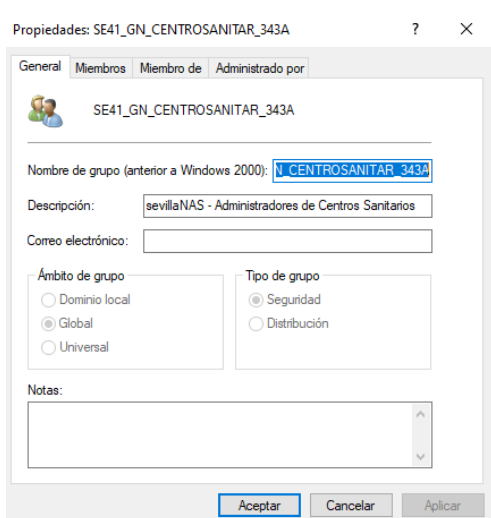 Propiedades: SE41_GN_CENTROSANITAR_343A ? ×
General Miembros Miembro de Administrado por
SE41_GN_CENTROSANITAR_343A
Nombre de grupo (anterior a Windows 2000): N_CENTROSANITAR_343A
Descripción: sevillaNAS - Administradores de Centros Sanitarios
Correo electrónico:
Ámbito de grupo Tipo de grupo
Dominio local Seguridad
Global Distribución
Universal
Notas:
Aceptar Cancelar Aplicar